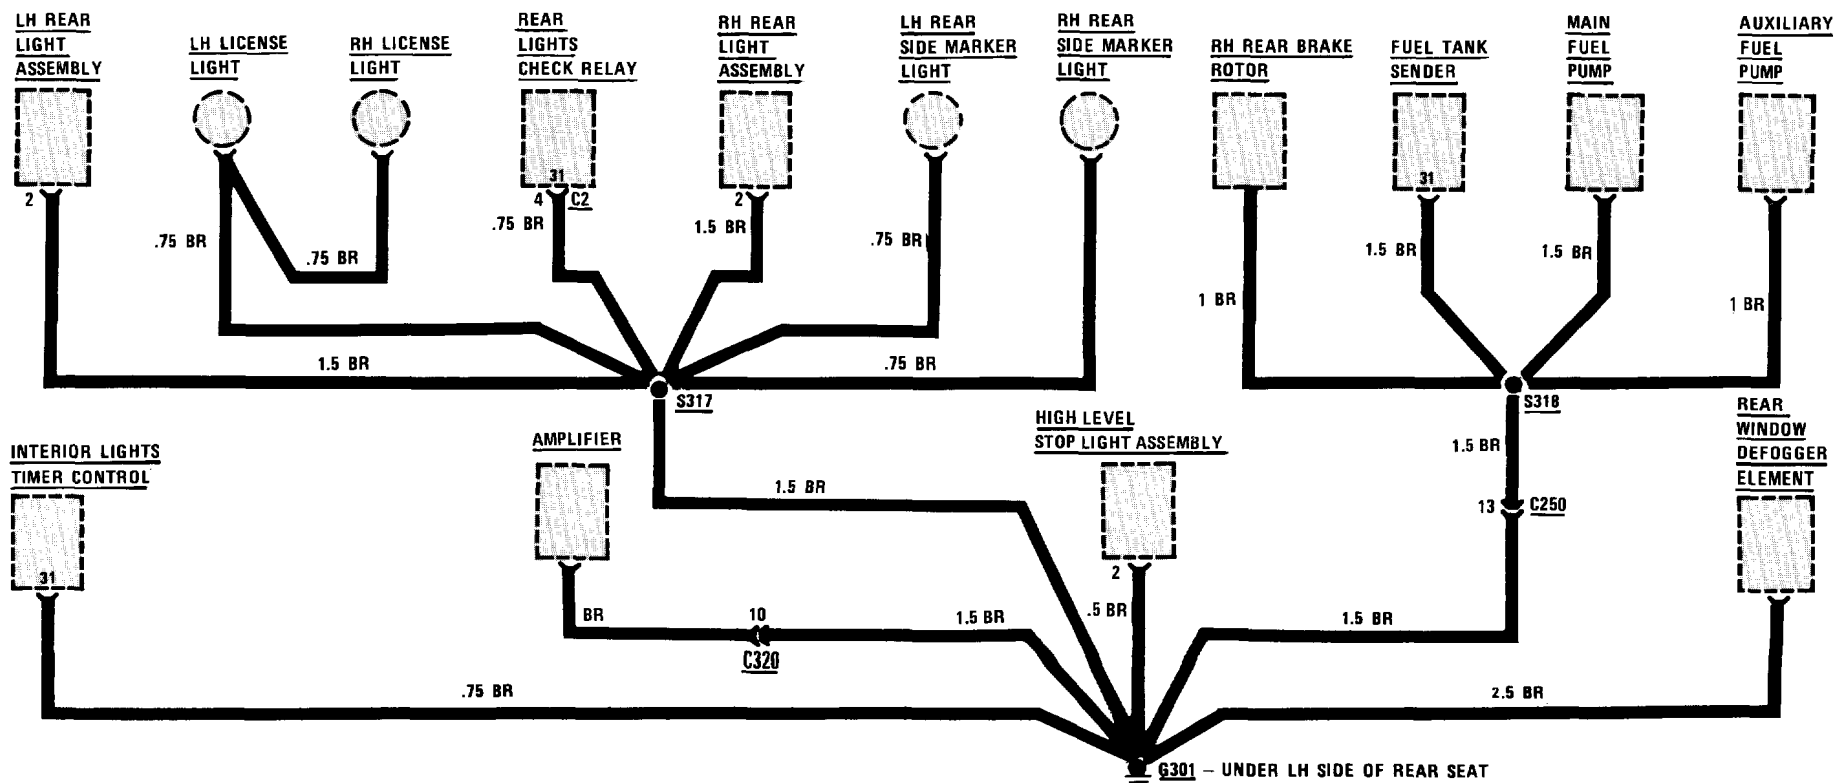 LH REAR
LIGHT
ASSEMBLY
LH LICENSE
LIGHT
RH LICENSE
LIGHT
REAR
LIGHTS
CHECK RELAY
RH REAR
LIGHT
ASSEMBLY
LH REAR
SIDE MARKER
LIGHT
RH REAR
SIDE MARKER
LIGHT
RH REAR BRAKE
ROTOR
FUEL TANK
SENDER
MAIN
FUEL
PUMP
AUXILIARY
FUEL
PUMP
31
31
2
4
C2
2
.75 BR
.75 BR
.75 BR
1.5 BR
.75 BR
1 BR
1.5 BR
1.5 BR
1 BR
1.5 BR
.75 BR
S317
S318
INTERIOR LIGHTS
TIMER CONTROL
AMPLIFIER
HIGH LEVEL
STOP LIGHT ASSEMBLY
REAR
WINDOW
DEFOGGER
ELEMENT
1.5 BR
1.5 BR
13
C250
31
2
BR
10
C320
1.5 BR
.5 BR
1.5 BR
.75 BR
2.5 BR
G301 – UNDER LH SIDE OF REAR SEAT